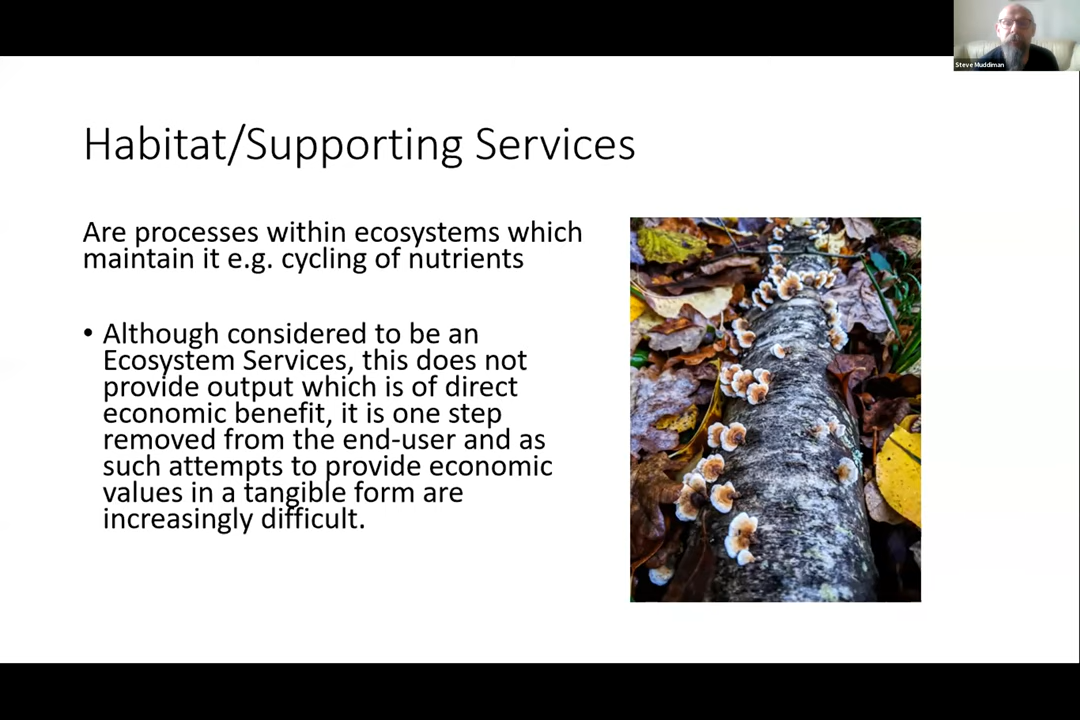 Steve Muddiman
Habitat/Supporting Services
Are processes within ecosystems which
maintain it e.g. cycling of nutrients
• Although considered to be an
Ecosystem Services, this does not
provide output which is of direct
economic benefit, it is one step
removed from the end-user and as
such attempts to provide economic
values in a tangible form are
increasingly difficult.